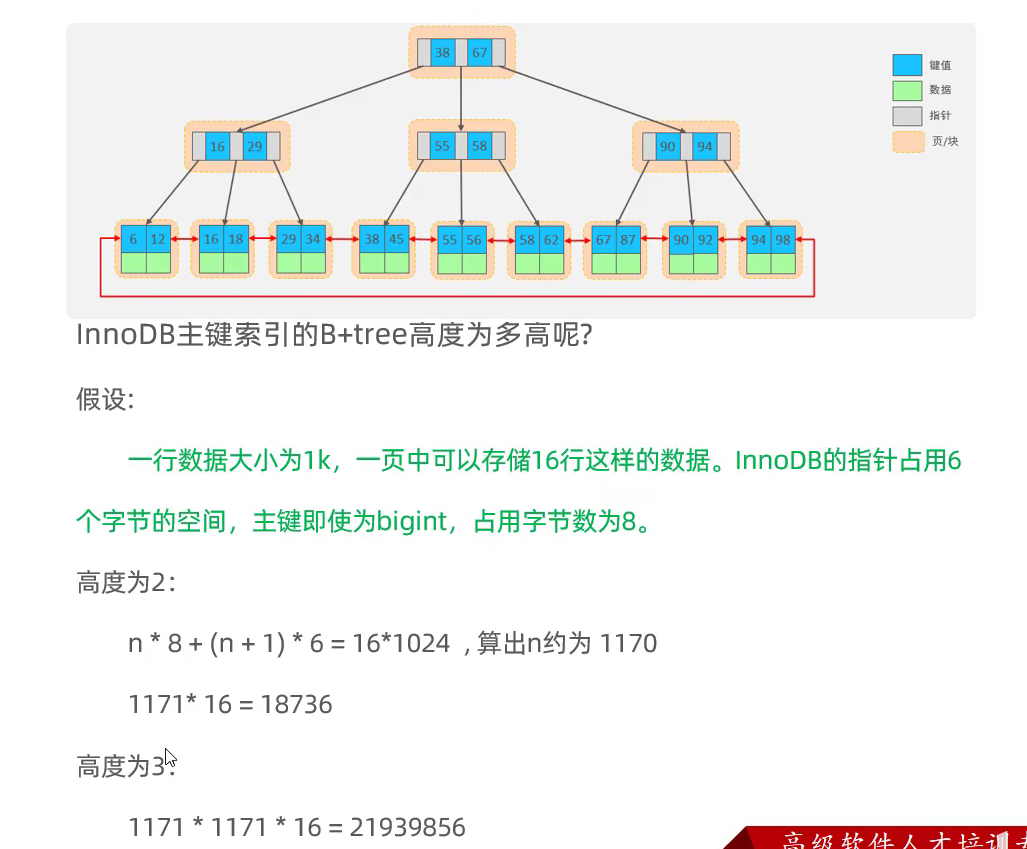 38 67
键值
数据
指针
页/块
16 29 55 58 90 94
6 12 16 18 29 34 38 45 55 56 58 62 67 87 90 92 94 98
InnoDB主键索引的B+tree高度为多高呢?
假设:
一行数据大小为1k，一页中可以存储16行这样的数据。InnoDB的指针占用6
个字节的空间，主键即使为bigint，占用字节数为8。
高度为2：
n * 8 + (n + 1) * 6 = 16*1024 , 算出n约为 1170
1171* 16 = 18736
高度为3：
1171 * 1171 * 16 = 21939856
高级软件人才培训